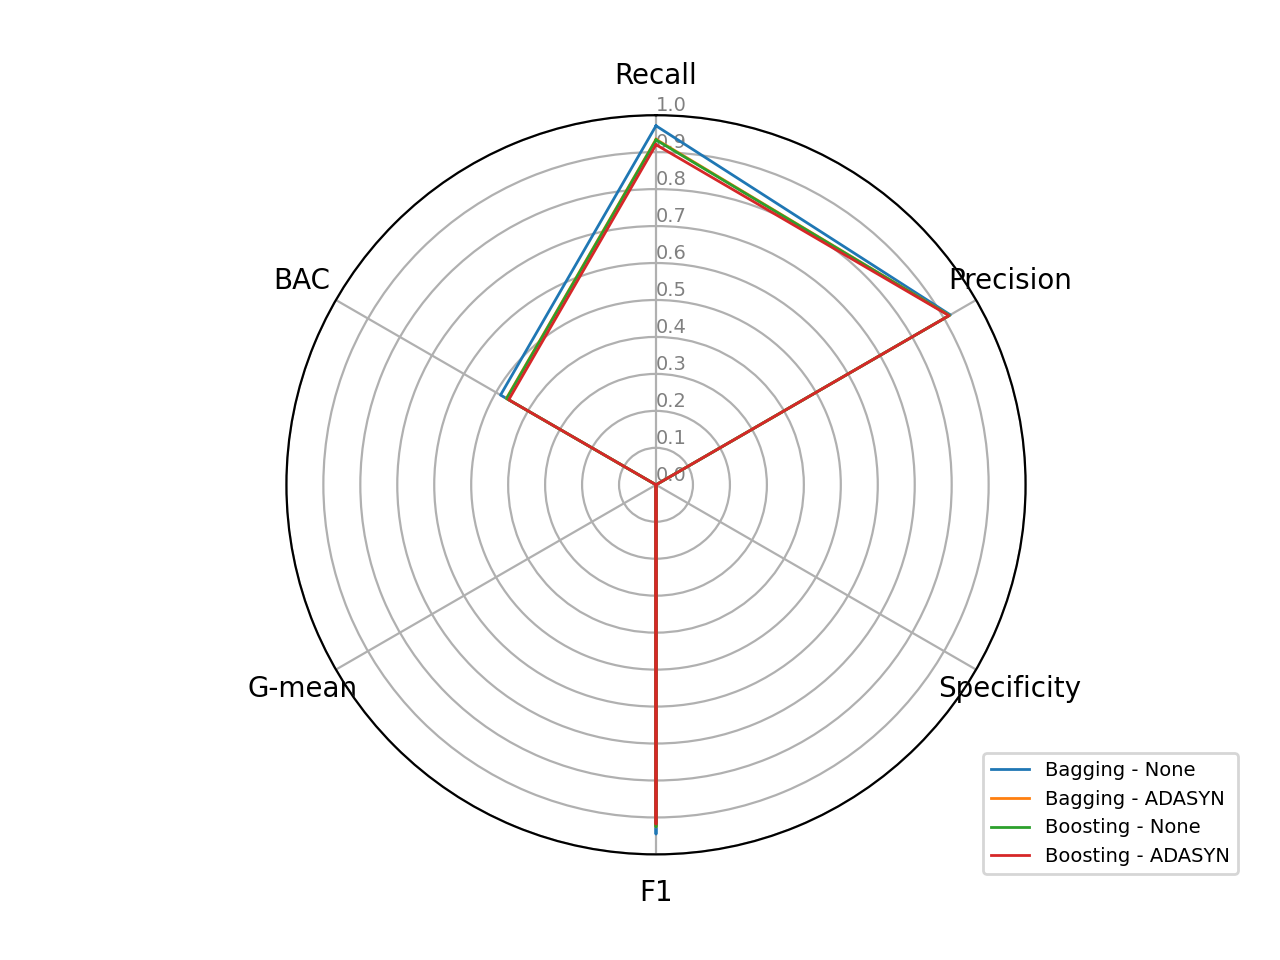 Recall
1.0
0.9
0.8
0.7
0.6
0.5
0.4
0.3
0.2
0.1
0.0
BAC
Precision
G-mean
Specificity
F1
Bagging - None
Bagging - ADASYN
Boosting - None
Boosting - ADASYN